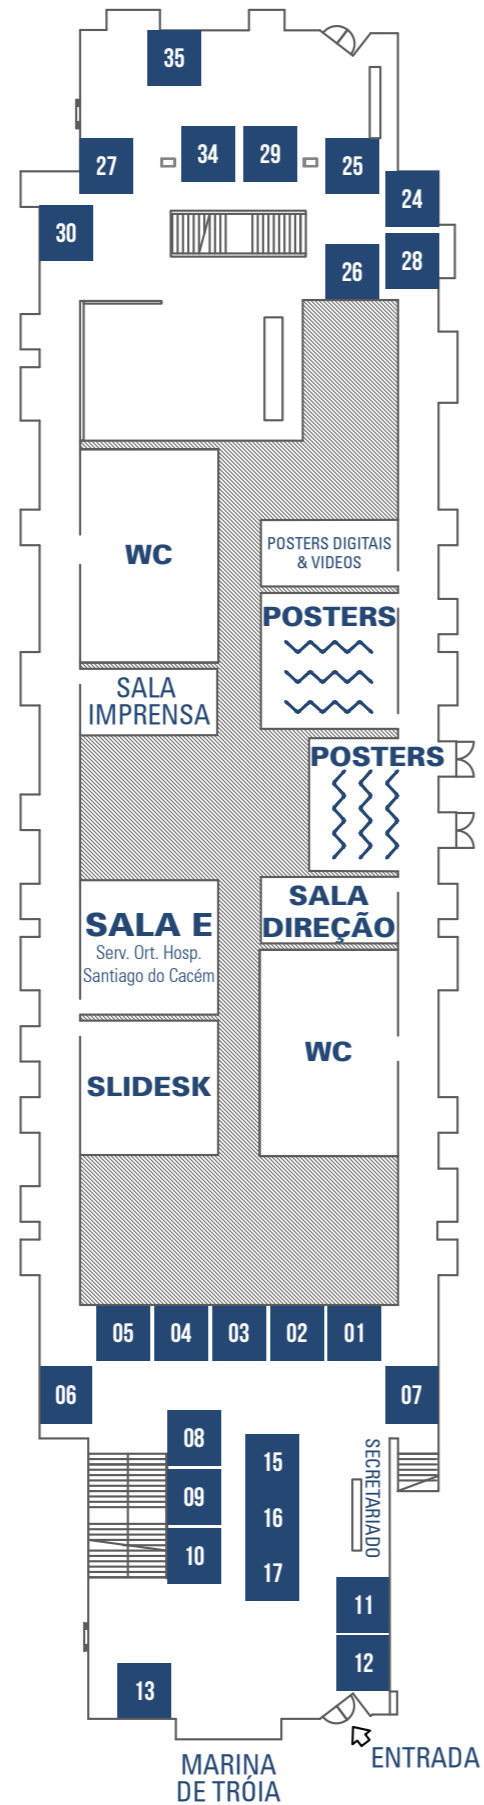 35
34
29
27
25
24
30
28
26
WC
POSTERS DIGITAIS
& VIDEOS
POSTERS
SALA
IMPRENSA
POSTERS
SALA
DIREÇÃO
SALA E
Serv. Ort. Hosp.
Santiago do Cacém
WC
SLIDESK
05
04
03
02
01
06
07
08
15
SECRETARIADO
09
16
10
17
11
12
13
ENTRADA
MARINA
DE TRÓIA